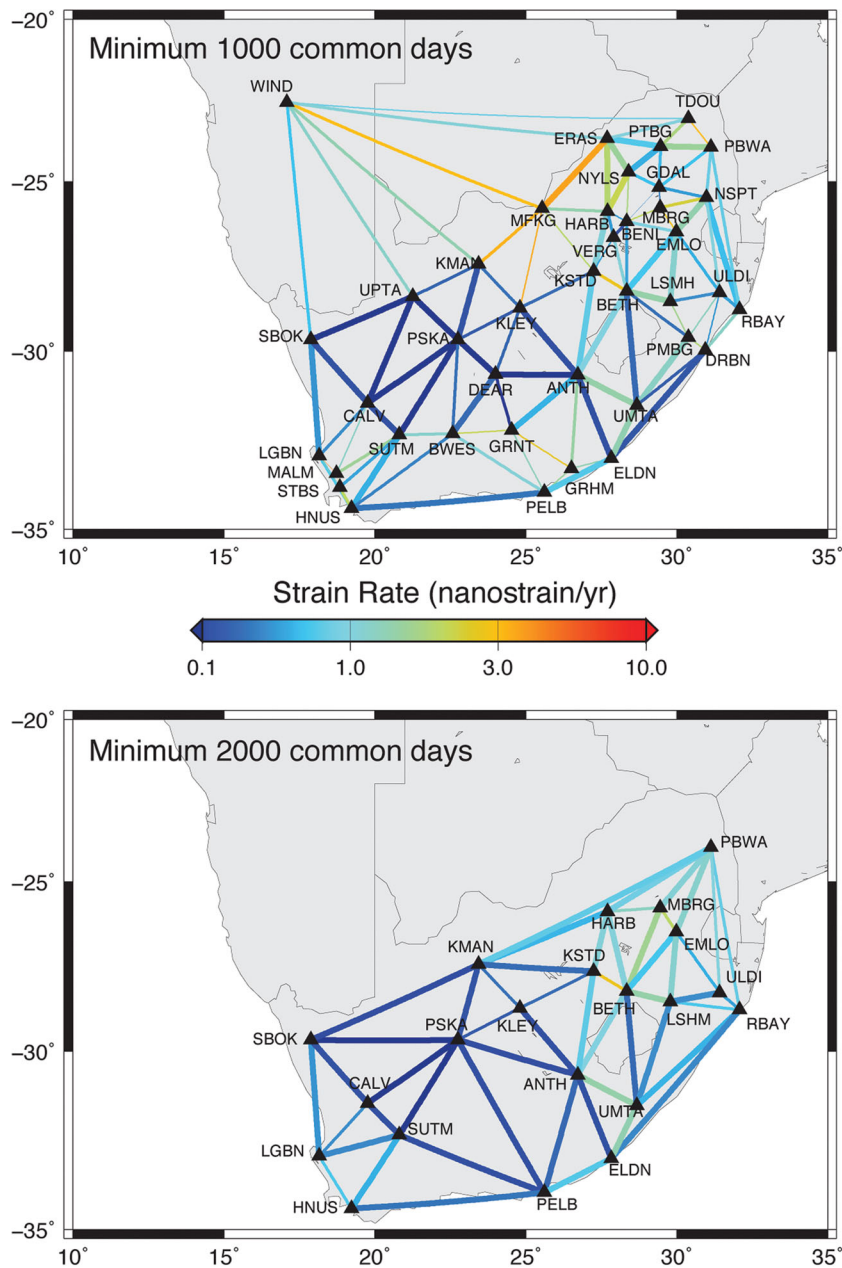 −20°
Minimum 1000 common days
WIND
TDOU
ERAS
PTBG
PBWA
NYLS
GDAL
−25°
NSPT
MFKG
HARB
MBRG
BENI
EMLO
VERG
KMAN
KSTD
ULDI
UPTA
LSMH
BETH
KLEY
RBAY
SBOK
PSKA
−30°
PMBG
DRBN
DEAR
ANTH
CALV
UMTA
LGBN
SUTM
BWES
GRNT
MALM
ELDN
STBS
GRHM
HNUS
PELB
−35°
10° 15° 20° 25° 30° 35°
Strain Rate (nanostrain/yr)
0.1 1.0 3.0 10.0
−20°
Minimum 2000 common days
PBWA
−25°
MBRG
HARB
EMLO
KMAN
KSTD
ULDI
BETH
LSHM
RBAY
PSKA
KLEY
SBOK
−30°
CALV
ANTH
UMTA
SUTM
LGBN
ELDN
HNUS
PELB
−35°
10° 15° 20° 25° 30° 35°